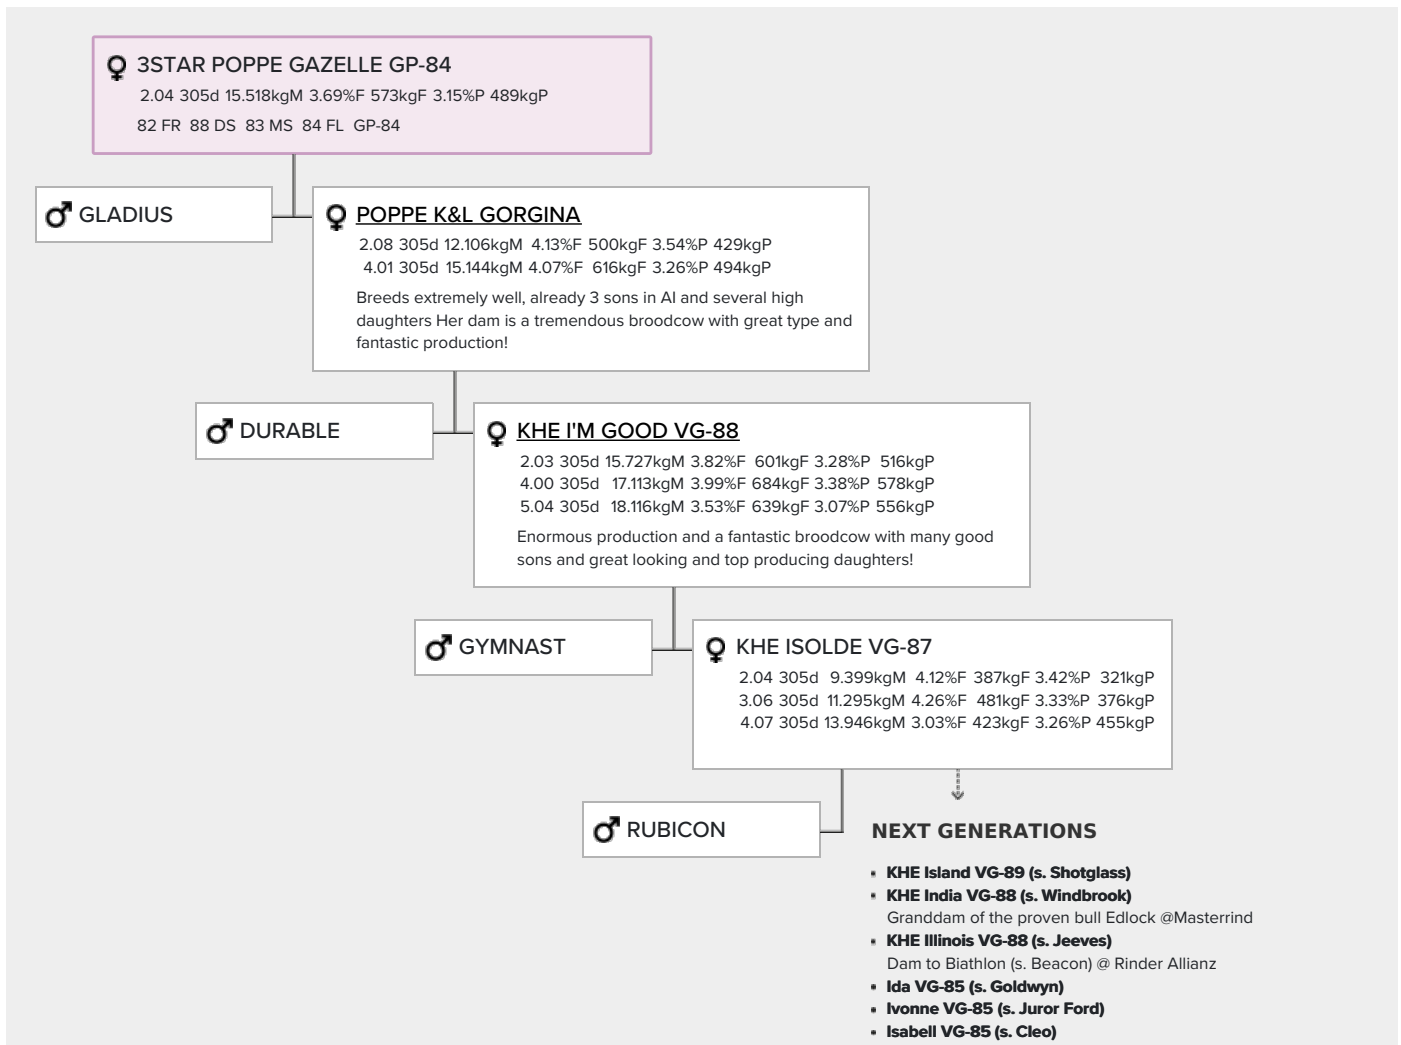 3STAR POPPE GAZELLE GP-84
2.04 305d 15.518kgM 3.69%F 573kgF 3.15%P 489kgP
82 FR 88 DS 83 MS 84 FL GP-84
GLADIUS
POPPE K&L GORGINA
2.08 305d 12.106kgM 4.13%F 500kgF 3.54%P 429kgP
4.01 305d 15.144kgM 4.07%F 616kgF 3.26%P 494kgP
Breeds extremely well, already 3 sons in AI and several high
daughters Her dam is a tremendous broodcow with great type and
fantastic production!
DURABLE
KHE I'M GOOD VG-88
2.03 305d 15.727kgM 3.82%F 601kgF 3.28%P 516kgP
4.00 305d 17.113kgM 3.99%F 684kgF 3.38%P 578kgP
5.04 305d 18.116kgM 3.53%F 639kgF 3.07%P 556kgP
Enormous production and a fantastic broodcow with many good
sons and great looking and top producing daughters!
GYMNAST
KHE ISOLDE VG-87
2.04 305d 9.399kgM 4.12%F 387kgF 3.42%P 321kgP
3.06 305d 11.295kgM 4.26%F 481kgF 3.33%P 376kgP
4.07 305d 13.946kgM 3.03%F 423kgF 3.26%P 455kgP
RUBICON
NEXT GENERATIONS
KHE Island VG-89 (s. Shotglass)
KHE India VG-88 (s. Windbrook)
Granddam of the proven bull Edlock @Masterrind
KHE Illinois VG-88 (s. Jeeves)
Dam to Biathlon (s. Beacon) @ Rinder Allianz
Ida VG-85 (s. Goldwyn)
Ivonne VG-85 (s. Juror Ford)
Isabell VG-85 (s. Cleo)